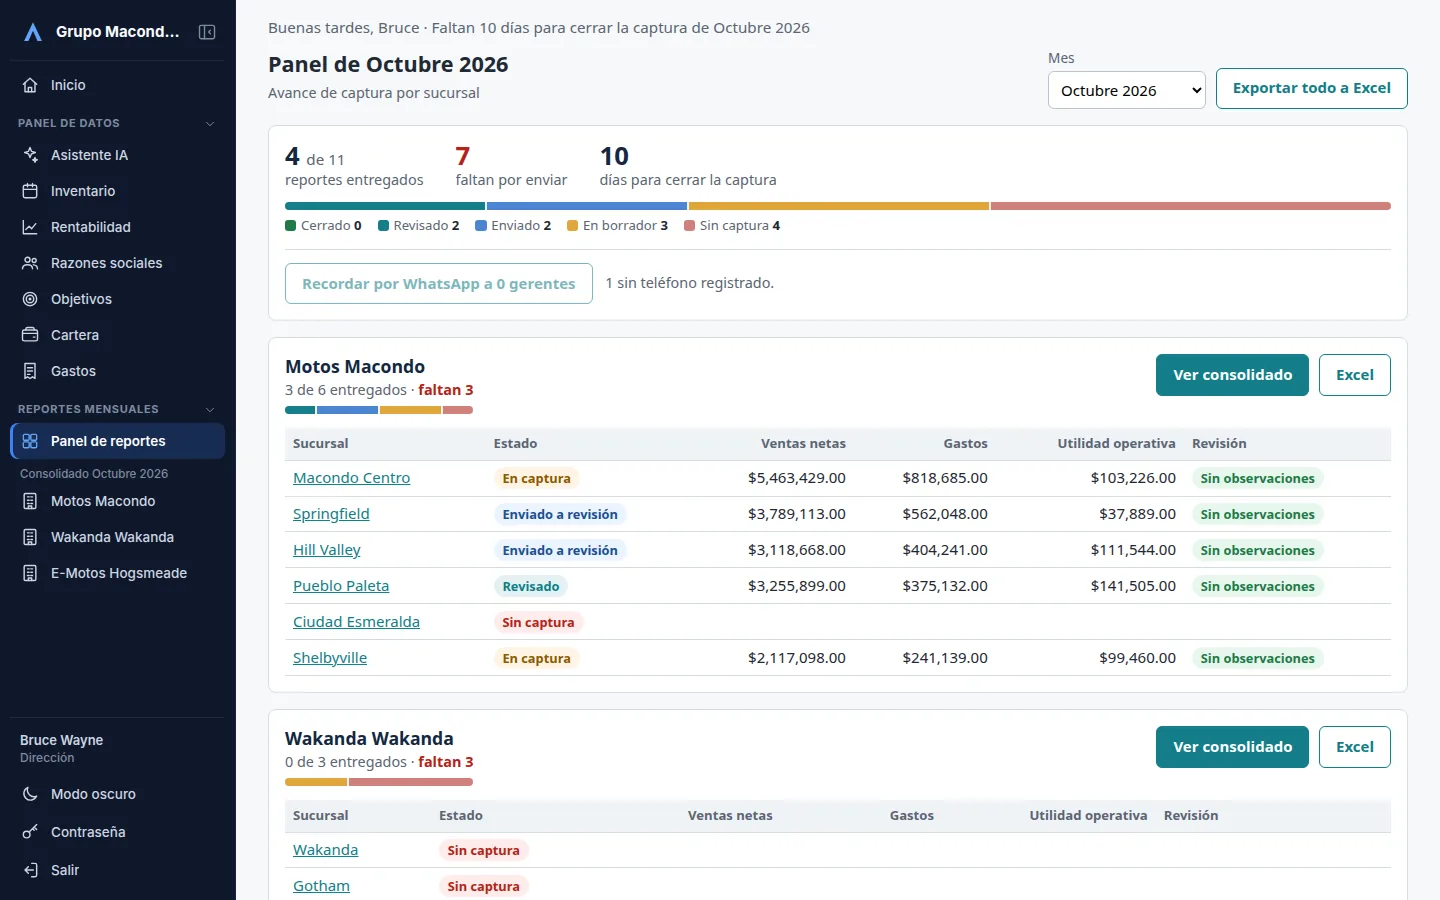 Grupo Macond...
Inicio
PANEL DE DATOS
Asistente IA
Inventario
Rentabilidad
Razones sociales
Objetivos
Cartera
Gastos
REPORTES MENSUALES
Panel de reportes
Consolidado Octubre 2026
Motos Macondo
Wakanda Wakanda
E-Motos Hogsmeade
Bruce Wayne
Dirección
Modo oscuro
Contraseña
Salir
Buenas tardes, Bruce · Faltan 10 días para cerrar la captura de Octubre 2026
Panel de Octubre 2026
Avance de captura por sucursal
Mes
Octubre 2026
Exportar todo a Excel
4 de 11
reportes entregados
7
faltan por enviar
10
días para cerrar la captura
Cerrado 0 Revisado 2 Enviado 2 En borrador 3 Sin captura 4
Recordar por WhatsApp a 0 gerentes 1 sin teléfono registrado.
Motos Macondo
3 de 6 entregados · faltan 3
Ver consolidado Excel
Sucursal Estado Ventas netas Gastos Utilidad operativa Revisión
Macondo Centro En captura $5,463,429.00 $818,685.00 $103,226.00 Sin observaciones
Springfield Enviado a revisión $3,789,113.00 $562,048.00 $37,889.00 Sin observaciones
Hill Valley Enviado a revisión $3,118,668.00 $404,241.00 $111,544.00 Sin observaciones
Pueblo Paleta Revisado $3,255,899.00 $375,132.00 $141,505.00 Sin observaciones
Ciudad Esmeralda Sin captura
Shelbyville En captura $2,117,098.00 $241,139.00 $99,460.00 Sin observaciones
Wakanda Wakanda
0 de 3 entregados · faltan 3
Ver consolidado Excel
Sucursal Estado Ventas netas Gastos Utilidad operativa Revisión
Wakanda Sin captura
Gotham Sin captura